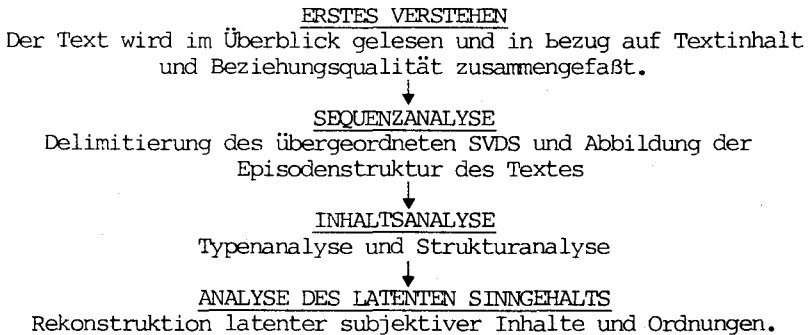 ERSTES VERSTEHEN
Der Text wird im Überblick gelesen und in bezug auf Textinhalt
und Beziehungsqualität zusammengefaßt.
SEQUENZANALYSE
Delimitierung des übergeordneten SVDS und Abbildung der
Episodenstruktur des Textes
INHALTSANALYSE
Typenanalyse und Strukturanalyse
ANALYSE DES LATENTEN SINNGEHALTS
Rekonstruktion latenter subjektiver Inhalte und Ordnungen.